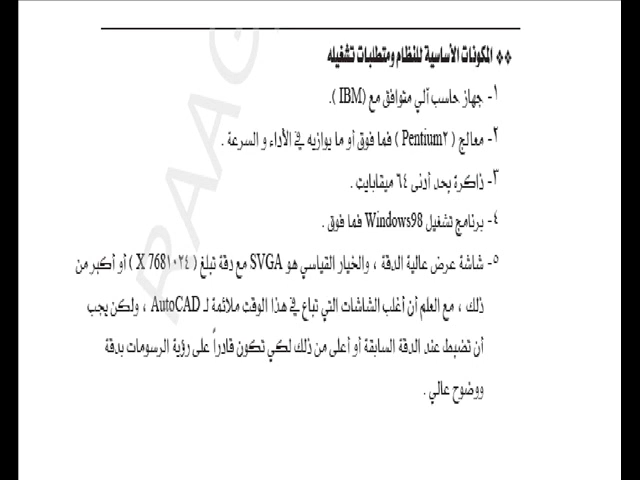 ❖❖ المكونات الأساسية للنظام ومتطلبات تشغيله
١- جهاز حاسب آلي متوافق مع (IBM ).
٢- معالج ( Pentium٢ ) فما فوق أو ما يوازيه في الأداء و السرعة .
٣- ذاكرة بحد أدنى ٦٤ ميقابايت .
٤- برنامج تشغيل Windows98 فما فوق .
٥- شاشة عرض عالية الدقة ، والخيار القياسي هو SVGA مع دقة تبلغ ( X 768١٠٢٤ ) أو أكبر من
ذلك ، مع العلم أن أغلب الشاشات التي تباع في هذا الوقت ملائمة لـ AutoCAD ، ولكن يجب
أن تضبط عند الدقة السابقة أو أعلى من ذلك لكي تكون قادراً على رؤية الرسومات بدقة
ووضوح عالي .